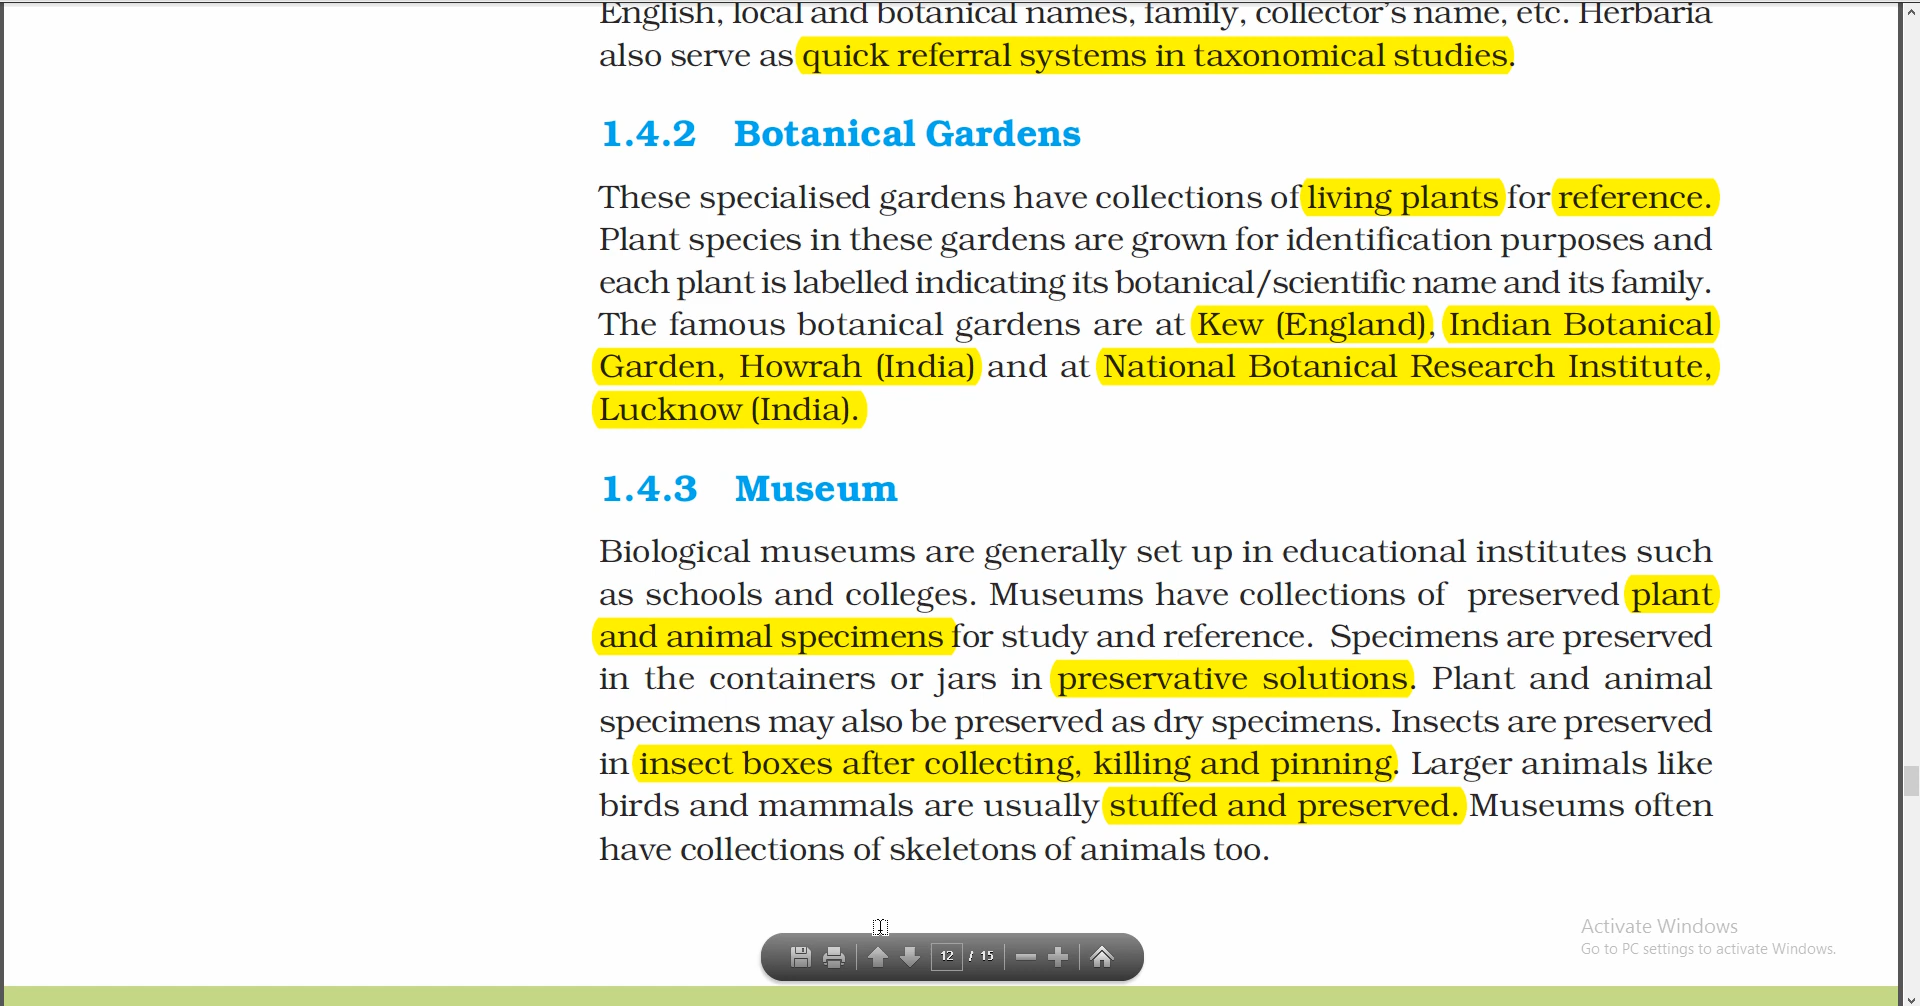 English, local and botanical names, family, collector's name, etc. Herbaria
also serve as quick referral systems in taxonomical studies.
1.4.2 Botanical Gardens
These specialised gardens have collections of living plants for reference.
Plant species in these gardens are grown for identification purposes and
each plant is labelled indicating its botanical/scientific name and its family.
The famous botanical gardens are at Kew (England), Indian Botanical
Garden, Howrah (India) and at National Botanical Research Institute,
Lucknow (India).
1.4.3 Museum
Biological museums are generally set up in educational institutes such
as schools and colleges. Museums have collections of preserved plant
and animal specimens for study and reference. Specimens are preserved
in the containers or jars in preservative solutions. Plant and animal
specimens may also be preserved as dry specimens. Insects are preserved
in insect boxes after collecting, killing and pinning. Larger animals like
birds and mammals are usually stuffed and preserved. Museums often
have collections of skeletons of animals too.
Activate Windows
Go to PC settings to activate Windows.
12 / 15